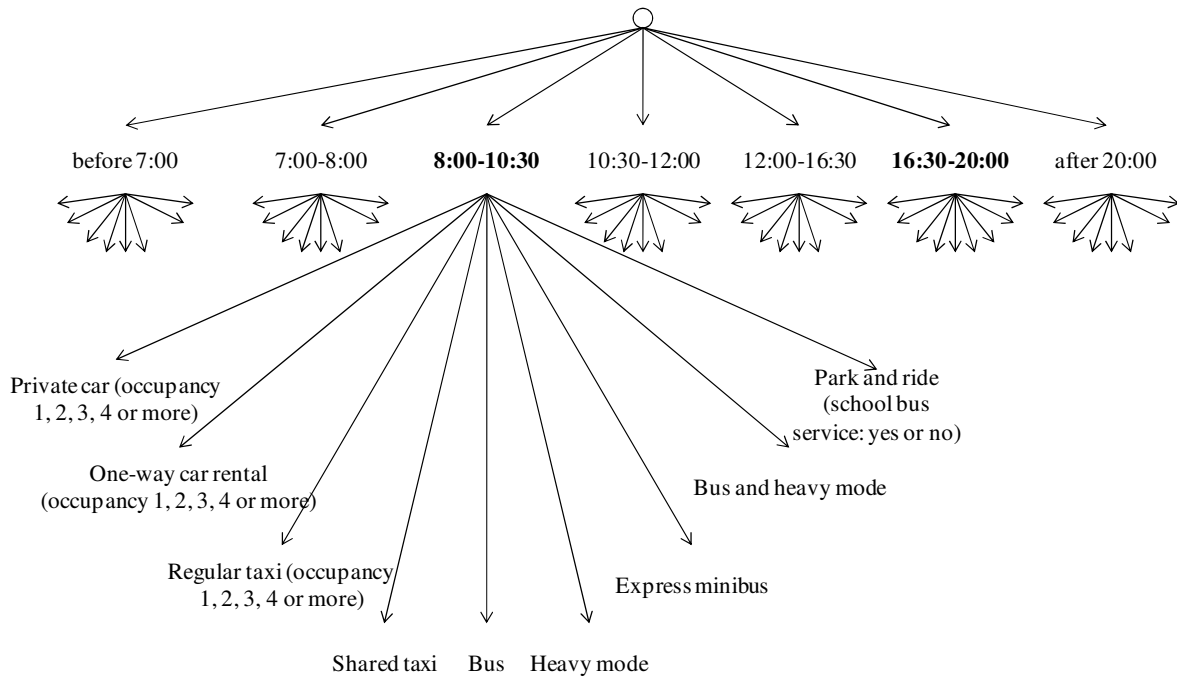 before 7:00
7:00-8:00
8:00-10:30
10:30-12:00
12:00-16:30
16:30-20:00
after 20:00
Private car (occupancy
1, 2, 3, 4 or more)
One-way car rental
(occupancy 1, 2, 3, 4 or more)
Regular taxi (occupancy
1, 2, 3, 4 or more)
Shared taxi
Bus
Heavy mode
Express minibus
Bus and heavy mode
Park and ride
(school bus
service: yes or no)